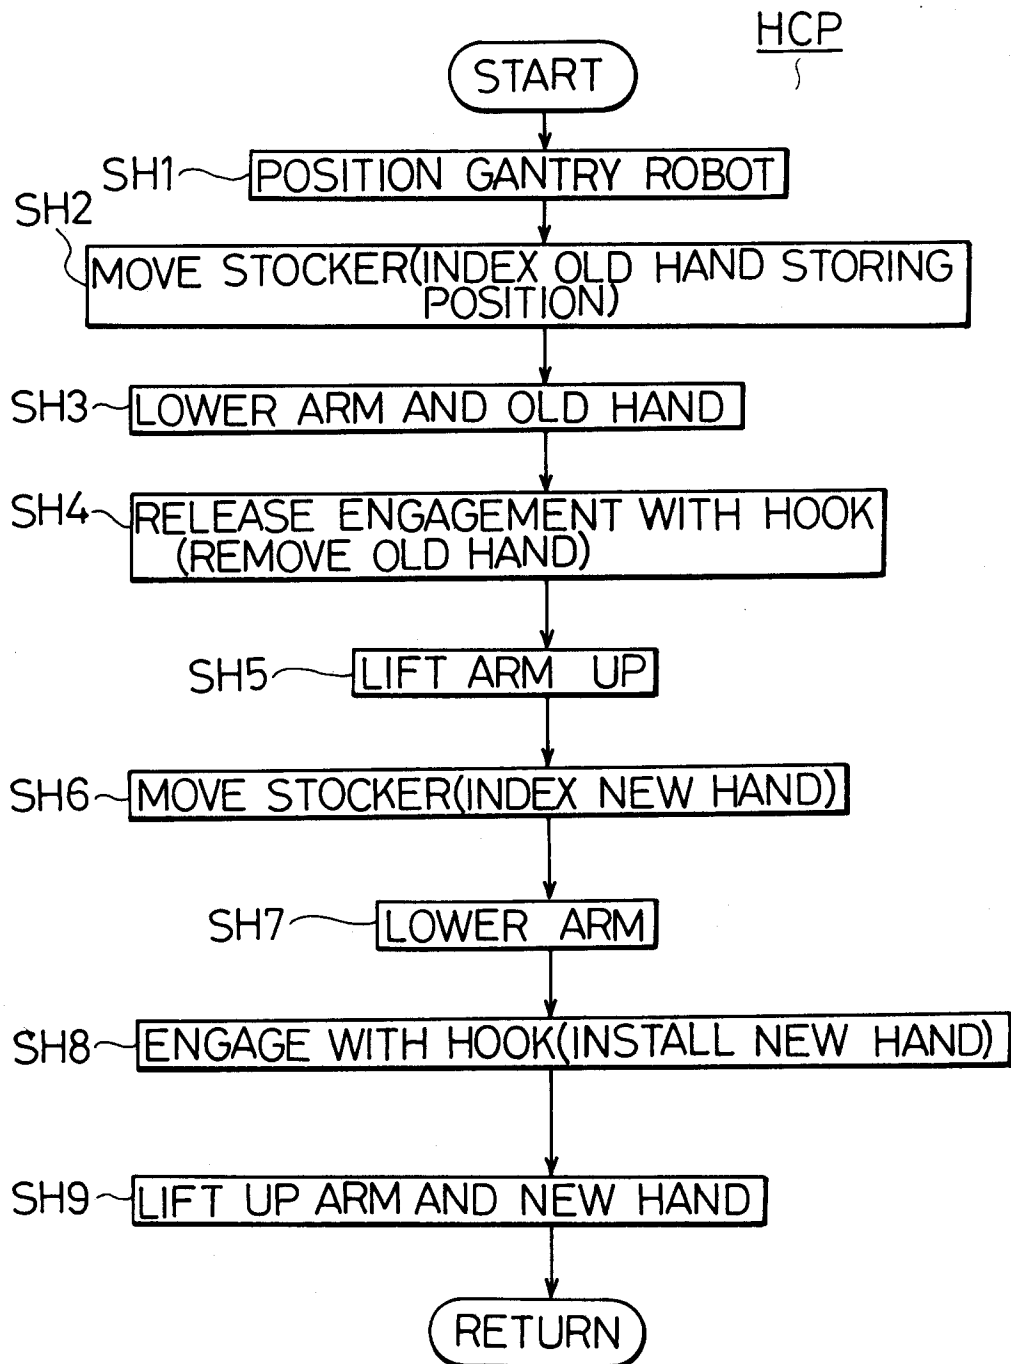 HCP
START
SH1
POSITION GANTRY ROBOT
SH2
MOVE STOCKER(INDEX OLD HAND STORING
POSITION)
SH3
LOWER ARM AND OLD HAND
SH4
RELEASE ENGAGEMENT WITH HOOK
(REMOVE OLD HAND)
SH5
LIFT ARM UP
SH6
MOVE STOCKER(INDEX NEW HAND)
SH7
LOWER ARM
SH8
ENGAGE WITH HOOK(INSTALL NEW HAND)
SH9
LIFT UP ARM AND NEW HAND
RETURN